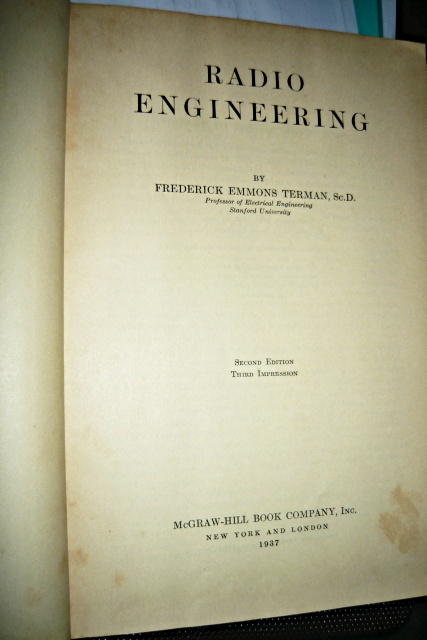 RADIO
ENGINEERING
BY
FREDERICK EMMONS TERMAN, Sc.D.
Professor of Electrical Engineering
Stanford University
Second Edition
Third Impression
McGRAW-HILL BOOK COMPANY, Inc.
NEW YORK AND LONDON
1937